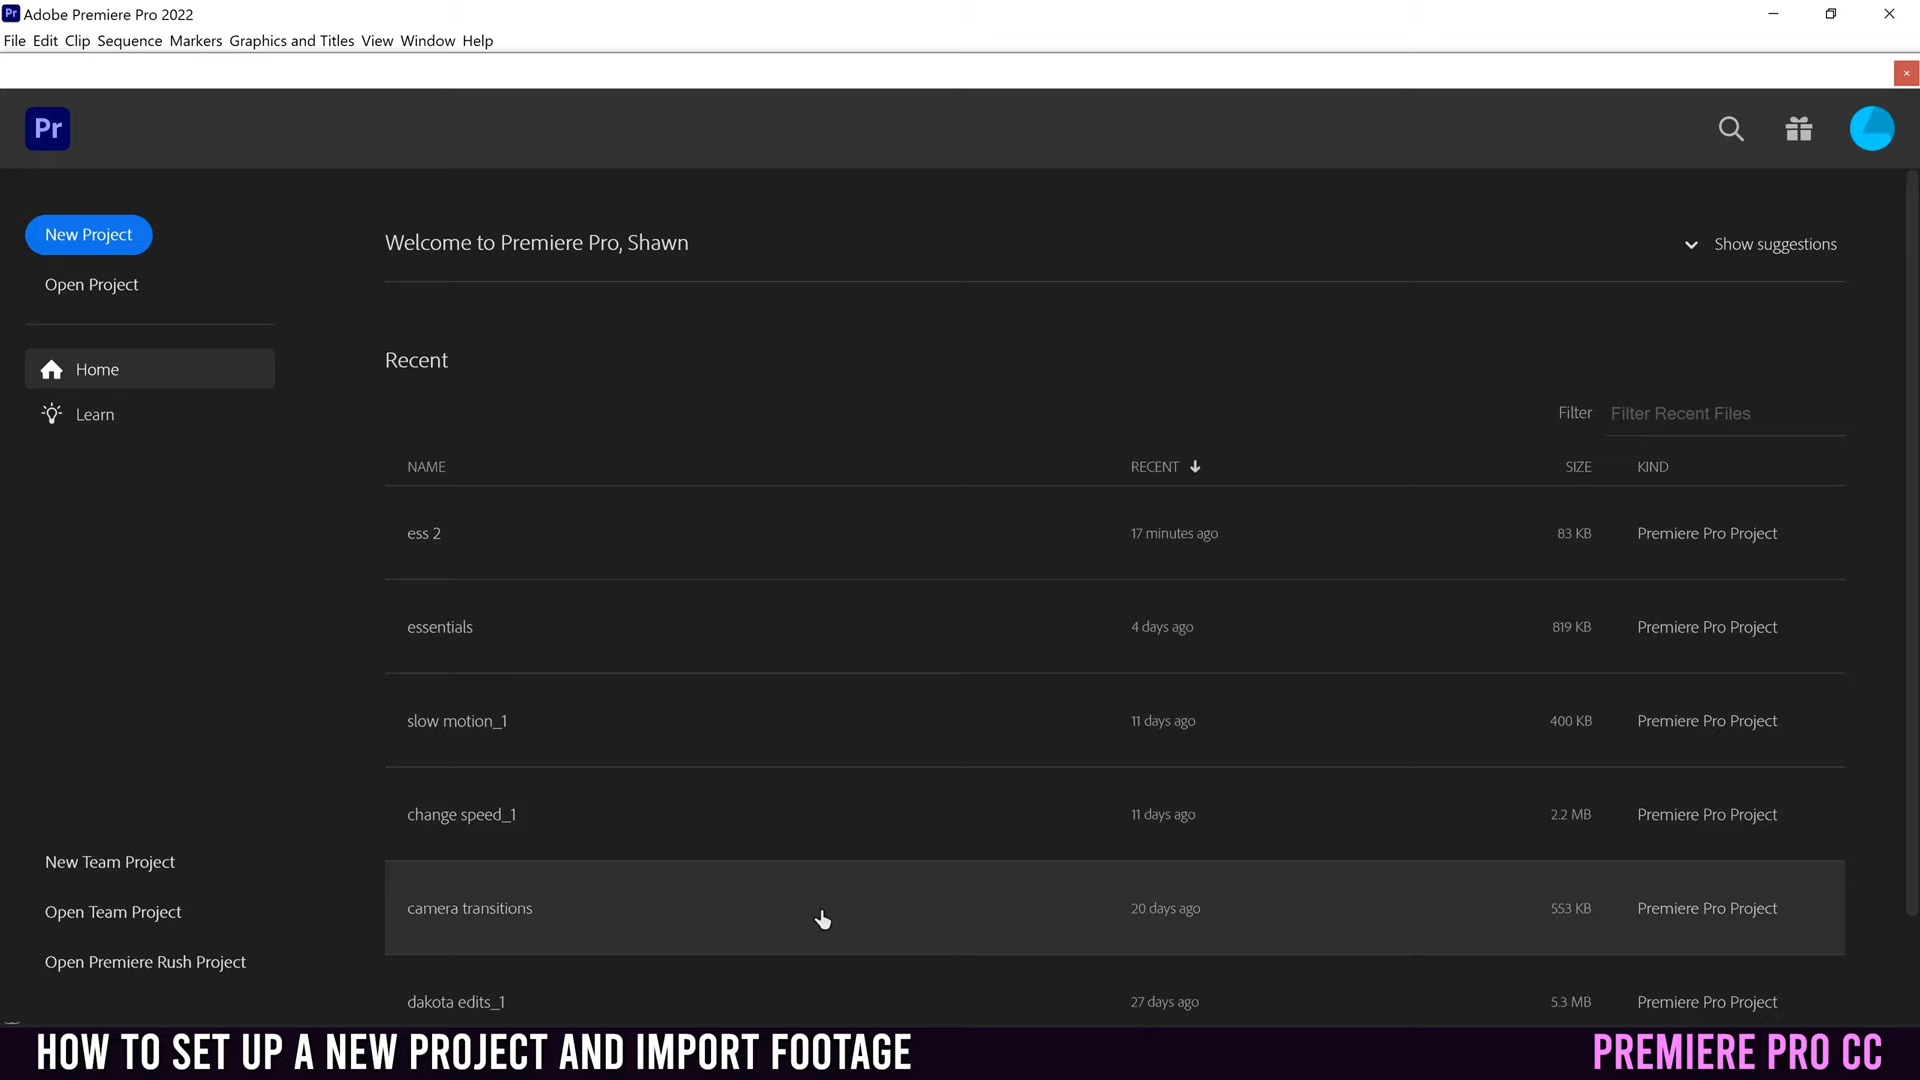 Pr Adobe Premiere Pro 2022
File Edit Clip Sequence Markers Graphics and Titles View Window Help
Pr
New Project
Open Project
Home
Learn
New Team Project
Open Team Project
Open Premiere Rush Project
Welcome to Premiere Pro, Shawn
Show suggestions
Recent
Filter Filter Recent Files
NAME RECENT SIZE KIND
ess 2 17 minutes ago 83 KB Premiere Pro Project
essentials 4 days ago 819 KB Premiere Pro Project
slow motion_1 11 days ago 400 KB Premiere Pro Project
change speed_1 11 days ago 2.2 MB Premiere Pro Project
camera transitions 20 days ago 553 KB Premiere Pro Project
dakota edits_1 27 days ago 5.3 MB Premiere Pro Project
HOW TO SET UP A NEW PROJECT AND IMPORT FOOTAGE
PREMIERE PRO CC